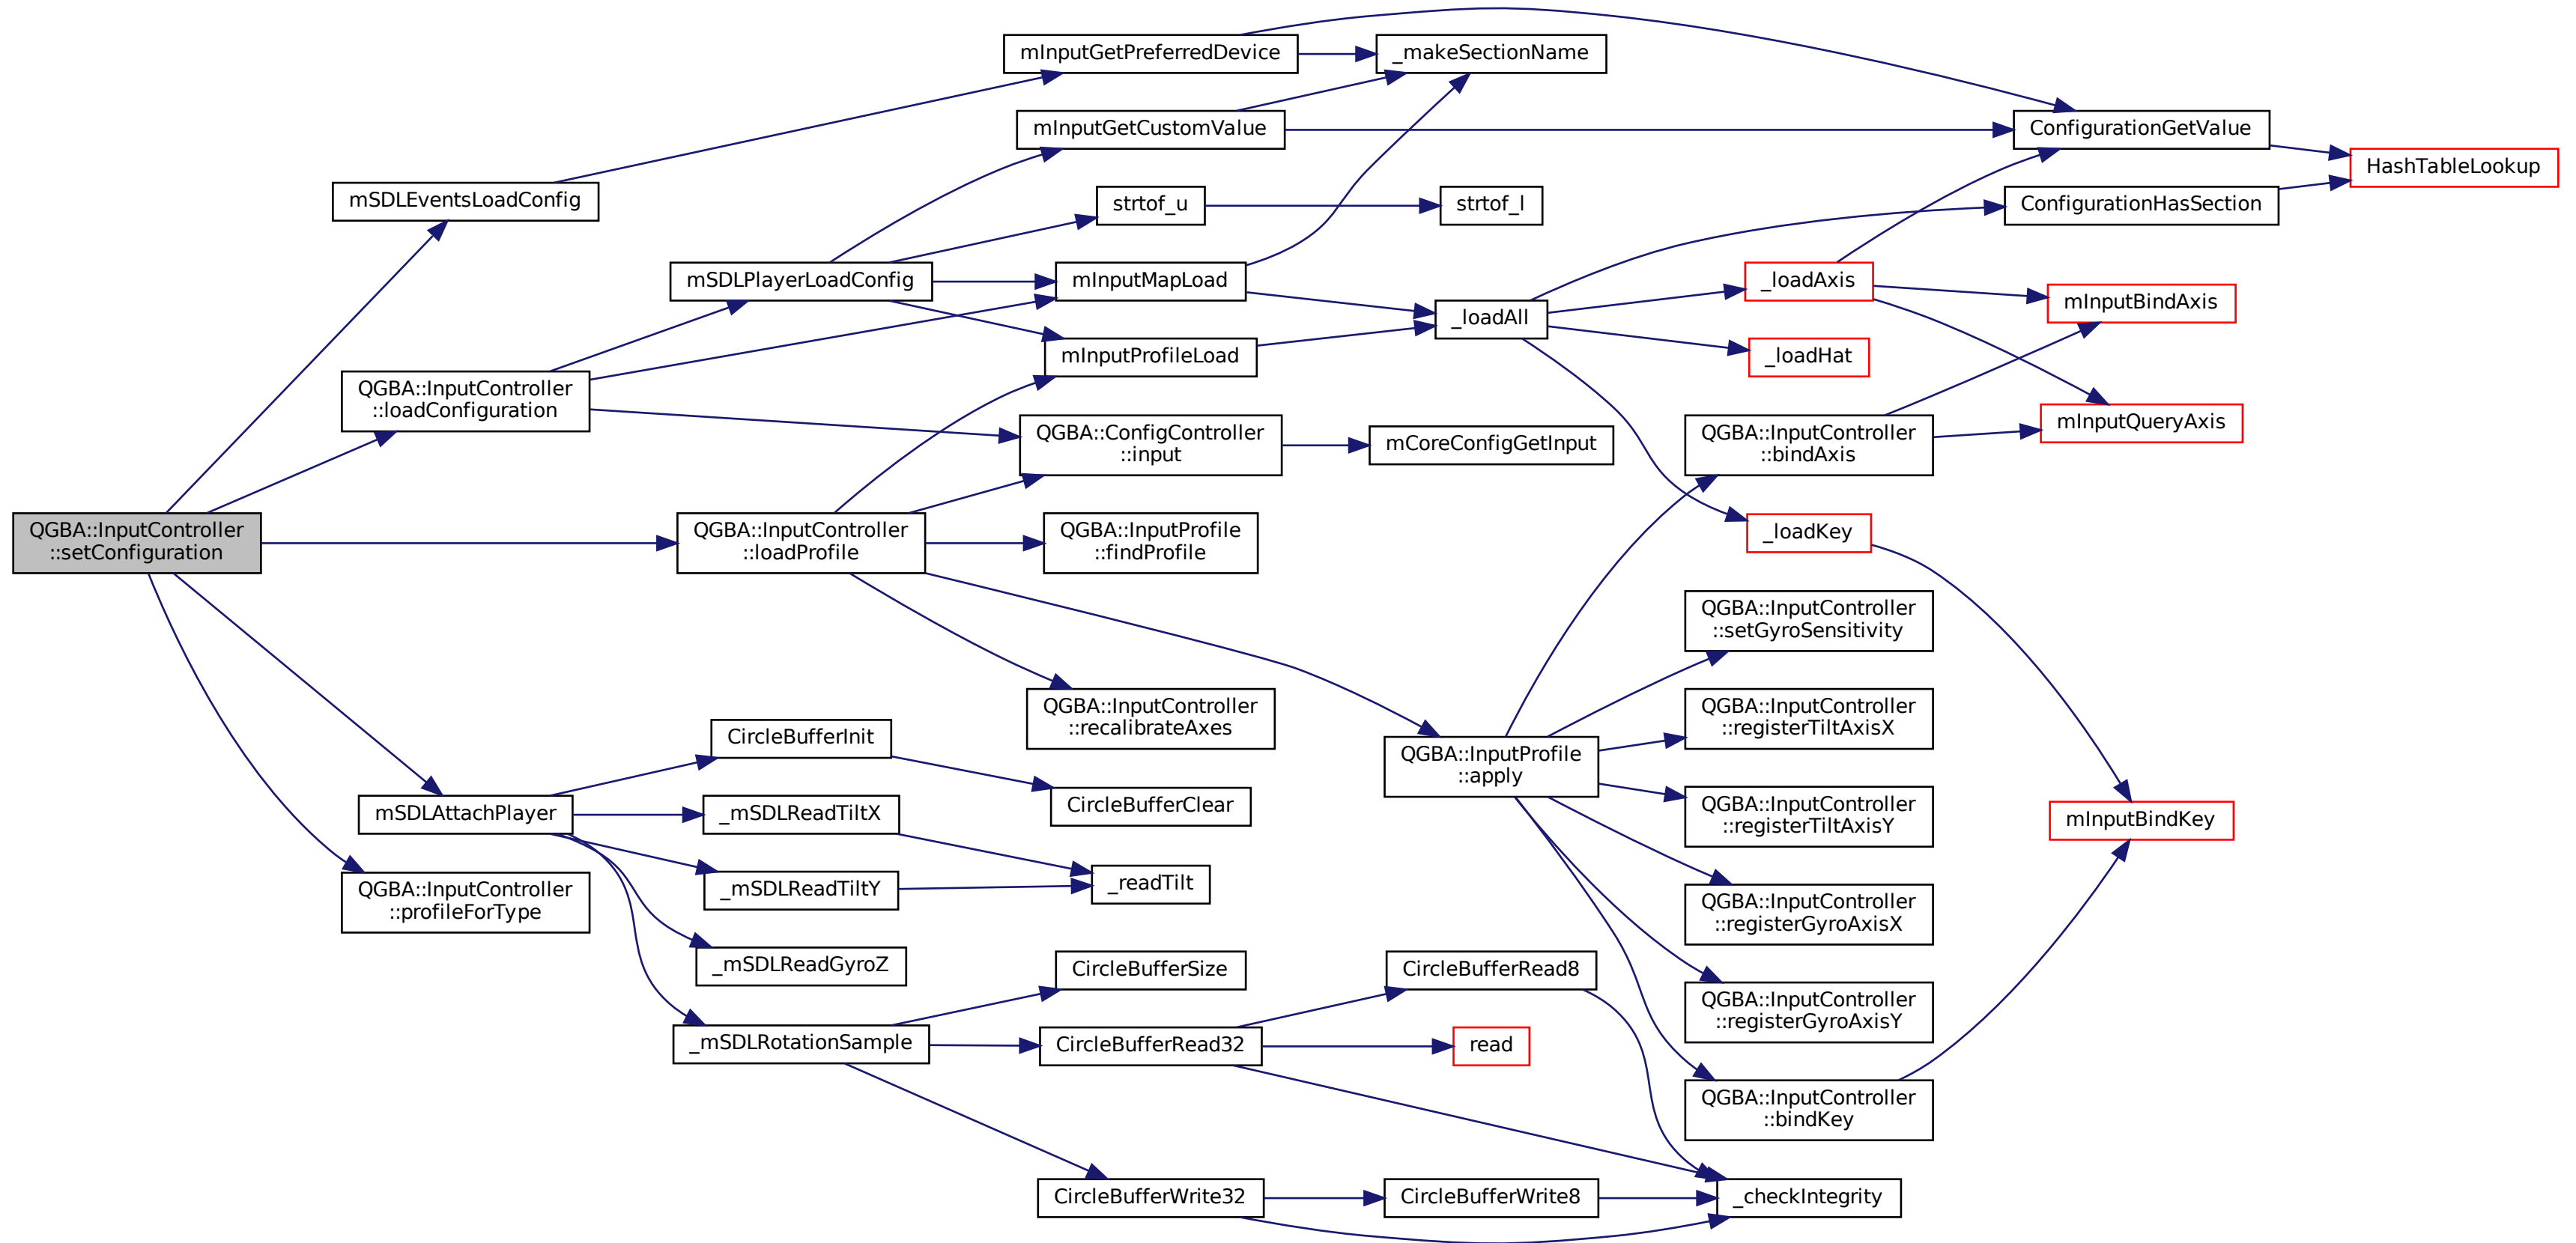 QGBA::InputController
::setConfiguration
mSDLEventsLoadConfig
QGBA::InputController
::loadConfiguration
mSDLAttachPlayer
QGBA::InputController
::profileForType
mSDLPlayerLoadConfig
QGBA::InputController
::loadProfile
CircleBufferInit
_mSDLReadTiltX
_mSDLReadTiltY
_mSDLReadGyroZ
_mSDLRotationSample
mInputGetPreferredDevice
mInputGetCustomValue
strtof_u
mInputMapLoad
mInputProfileLoad
QGBA::ConfigController
::input
QGBA::InputProfile
::findProfile
QGBA::InputController
::recalibrateAxes
CircleBufferClear
_readTilt
CircleBufferSize
CircleBufferRead32
CircleBufferWrite32
_makeSectionName
strtof_l
_loadAll
mCoreConfigGetInput
QGBA::InputProfile
::apply
CircleBufferRead8
read
CircleBufferWrite8
_loadAxis
_loadHat
QGBA::InputController
::bindAxis
_loadKey
QGBA::InputController
::setGyroSensitivity
QGBA::InputController
::registerTiltAxisX
QGBA::InputController
::registerTiltAxisY
QGBA::InputController
::registerGyroAxisX
QGBA::InputController
::registerGyroAxisY
QGBA::InputController
::bindKey
_checkIntegrity
ConfigurationGetValue
ConfigurationHasSection
mInputBindAxis
mInputQueryAxis
mInputBindKey
HashTableLookup